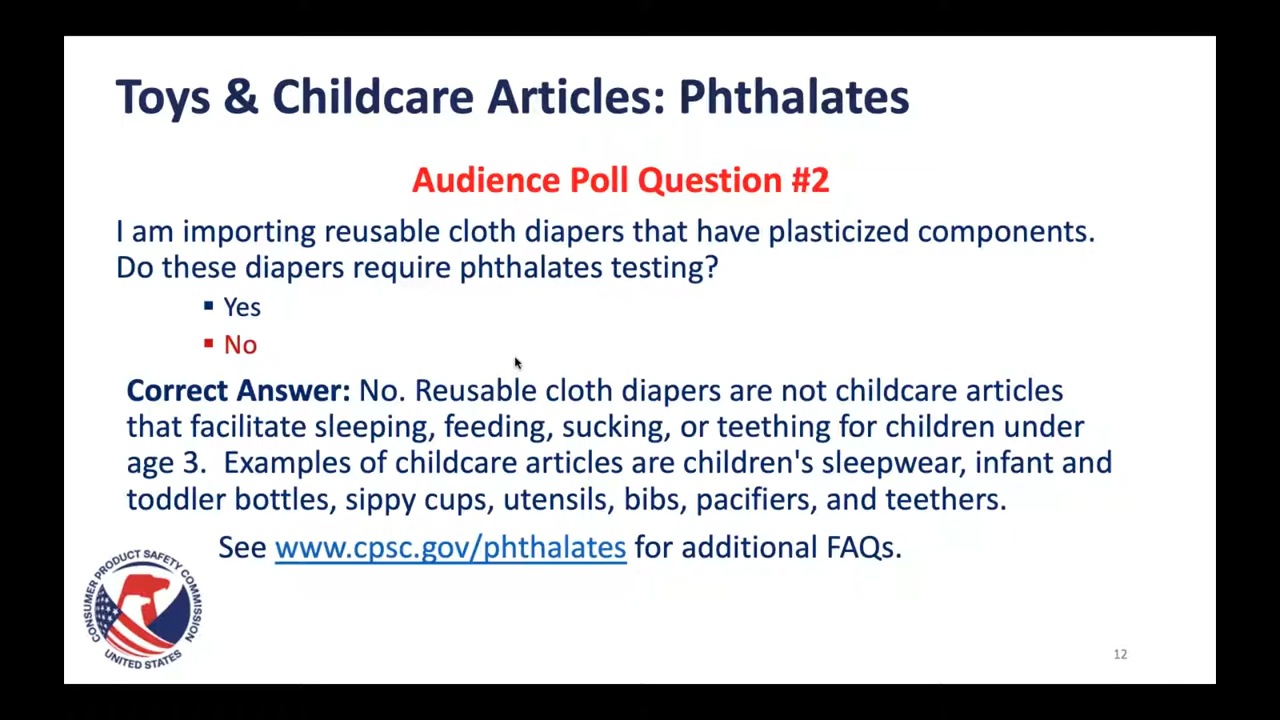 Toys & Childcare Articles: Phthalates
Audience Poll Question #2
I am importing reusable cloth diapers that have plasticized components.
Do these diapers require phthalates testing?
▪ Yes
▪ No
Correct Answer: No. Reusable cloth diapers are not childcare articles
that facilitate sleeping, feeding, sucking, or teething for children under
age 3.  Examples of childcare articles are children's sleepwear, infant and
toddler bottles, sippy cups, utensils, bibs, pacifiers, and teethers.
See www.cpsc.gov/phthalates for additional FAQs.
CONSUMER PRODUCT SAFETY COMMISSION
UNITED STATES
12